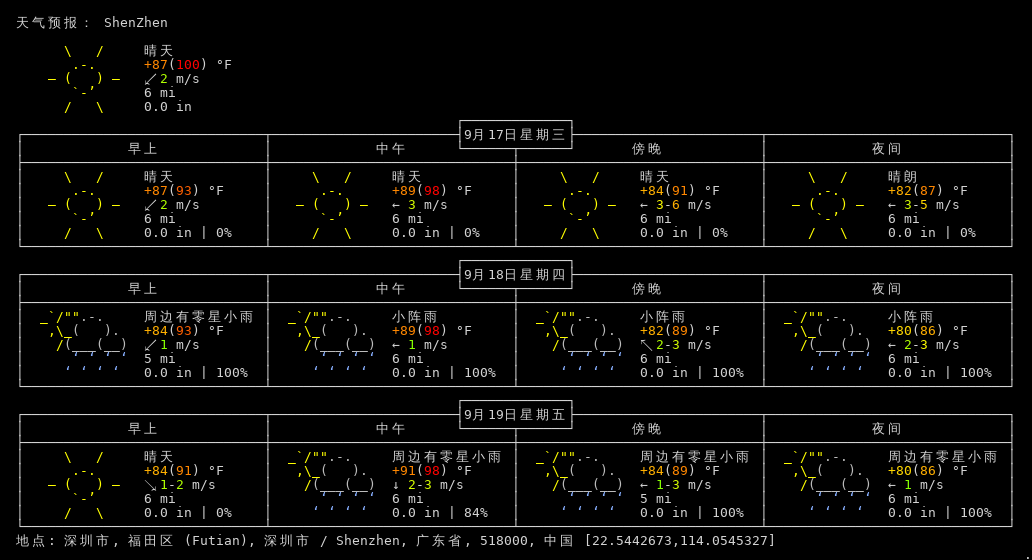 天气预报： ShenZhen
晴天
+87(100) °F
↙ 2 m/s
6 mi
0.0 in
9月17日星期三
早上 中午 傍晚 夜间
晴天 晴天 晴天 晴朗
+87(93) °F +89(98) °F +84(91) °F +82(87) °F
↙ 2 m/s ← 3 m/s ← 3-6 m/s ← 3-5 m/s
6 mi 6 mi 6 mi 6 mi
0.0 in | 0% 0.0 in | 0% 0.0 in | 0% 0.0 in | 0%
9月18日星期四
早上 中午 傍晚 夜间
周边有零星小雨 小阵雨 小阵雨 小阵雨
+84(93) °F +89(98) °F +82(89) °F +80(86) °F
↙ 1 m/s ← 1 m/s ↖ 2-3 m/s ← 2-3 m/s
5 mi 6 mi 6 mi 6 mi
0.0 in | 100% 0.0 in | 100% 0.0 in | 100% 0.0 in | 100%
9月19日星期五
早上 中午 傍晚 夜间
晴天 周边有零星小雨 周边有零星小雨 周边有零星小雨
+84(91) °F +91(98) °F +84(89) °F +80(86) °F
↘ 1-2 m/s ↓ 2-3 m/s ← 1-3 m/s ← 1 m/s
6 mi 6 mi 5 mi 6 mi
0.0 in | 0% 0.0 in | 84% 0.0 in | 100% 0.0 in | 100%
地点: 深圳市, 福田区 (Futian), 深圳市 / Shenzhen, 广东省, 518000, 中国 [22.5442673,114.0545327]